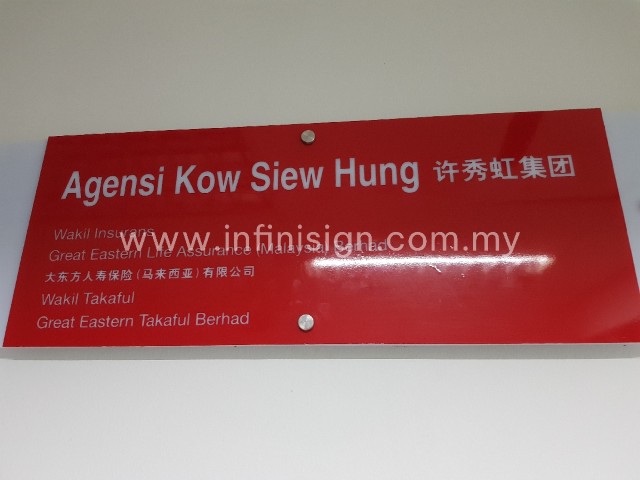 Agensi Kow Siew Hung 许秀虹集团
Wakil Insurans
www.infinisign.com.my
Great Eastern Life Assurance (Malaysia) Berhad
大东方人寿保险(马来西亚)有限公司
Wakil Takaful
Great Eastern Takaful Berhad